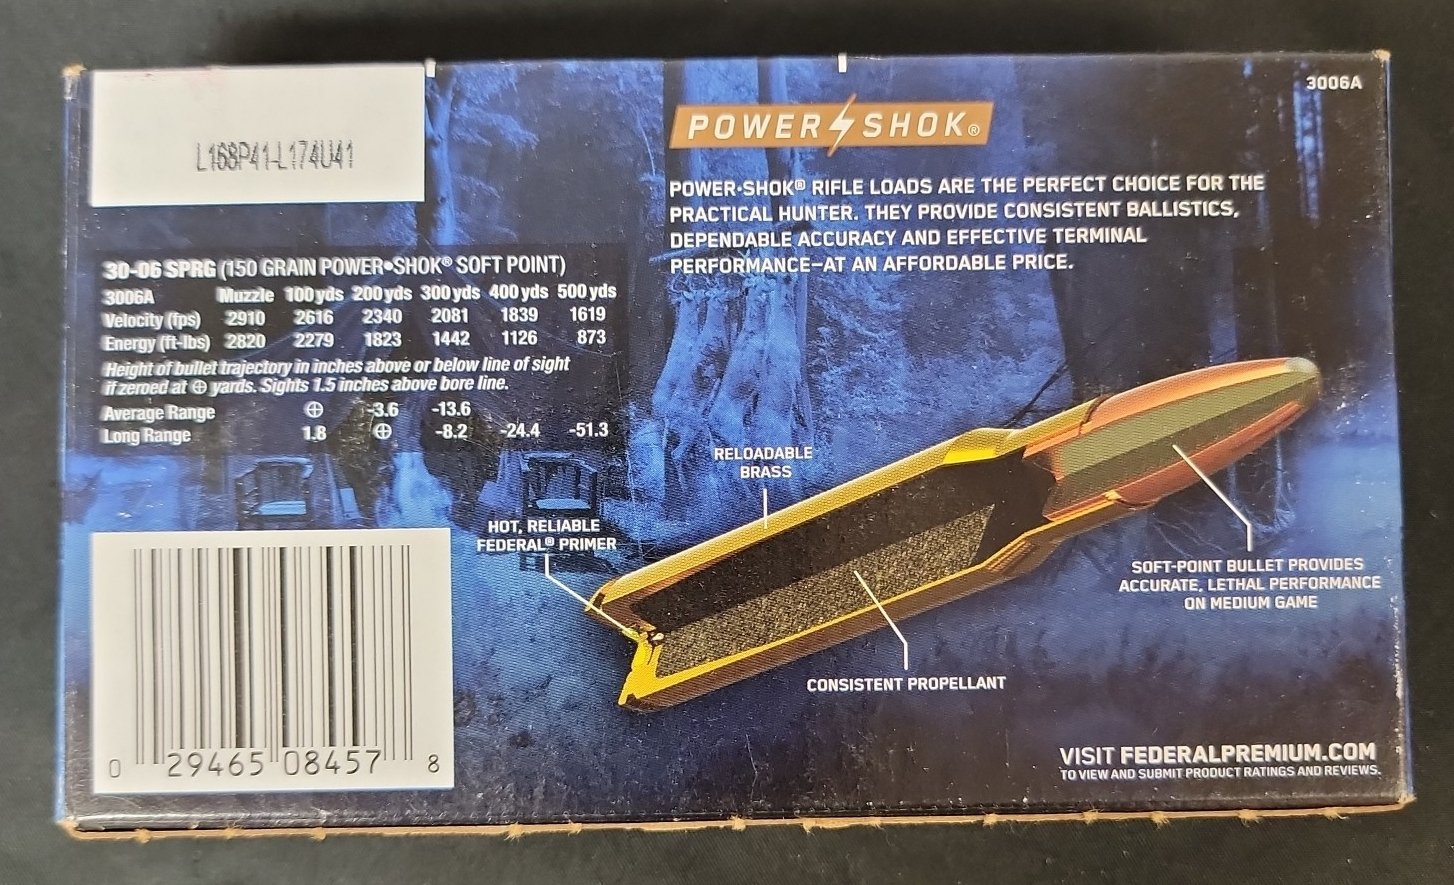 3006A
L168P41-L174U41
POWER SHOK®
POWER•SHOK® RIFLE LOADS ARE THE PERFECT CHOICE FOR THE
PRACTICAL HUNTER. THEY PROVIDE CONSISTENT BALLISTICS,
DEPENDABLE ACCURACY AND EFFECTIVE TERMINAL
PERFORMANCE–AT AN AFFORDABLE PRICE.
30-06 SPRG (150 GRAIN POWER•SHOK® SOFT POINT)
3006A Muzzle 100 yds 200 yds 300 yds 400 yds 500 yds
Velocity (fps) 2910 2616 2340 2081 1839 1619
Energy (ft-lbs) 2820 2279 1823 1442 1126 873
Height of bullet trajectory in inches above or below line of sight
if zeroed at ⊕ yards. Sights 1.5 inches above bore line.
Average Range ⊕ -3.6 -13.6
Long Range 1.8 ⊕ -8.2 -24.4 -51.3
RELOADABLE
BRASS
HOT, RELIABLE
FEDERAL® PRIMER
SOFT-POINT BULLET PROVIDES
ACCURATE, LETHAL PERFORMANCE
ON MEDIUM GAME
CONSISTENT PROPELLANT
0 29465 08457 8
VISIT FEDERALPREMIUM.COM
TO VIEW AND SUBMIT PRODUCT RATINGS AND REVIEWS.